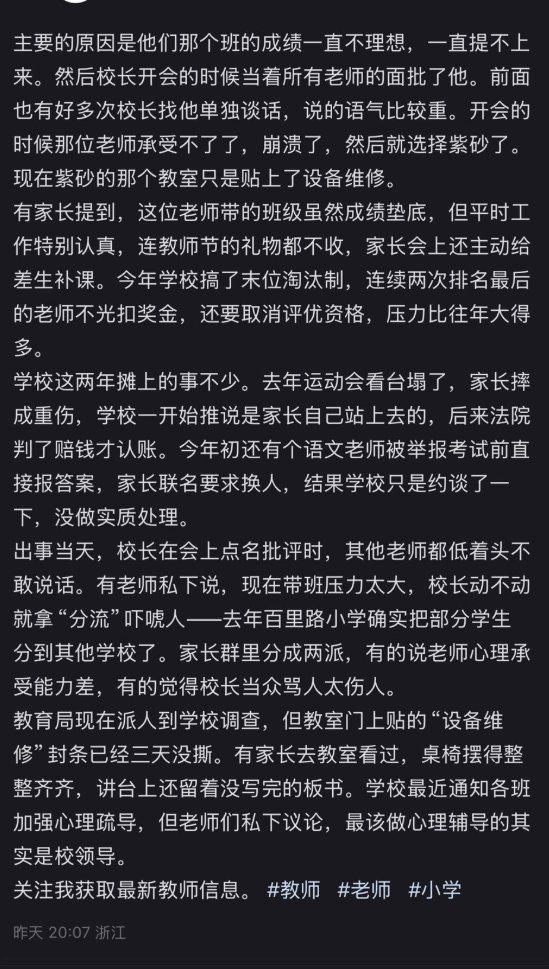 主要的原因是他们那个班的成绩一直不理想，一直提不上
来。然后校长开会的时候当着所有老师的面批了他。前面
也有好多次校长找他单独谈话，说的语气比较重。开会的
时候那位老师承受不了了，崩溃了，然后就选择紫砂了。
现在紫砂的那个教室只是贴上了设备维修。
有家长提到，这位老师带的班级虽然成绩垫底，但平时工
作特别认真，连教师节的礼物都不收，家长会上还主动给
差生补课。今年学校搞了末位淘汰制，连续两次排名最后
的老师不光扣奖金，还要取消评优资格，压力比往年大得
多。
学校这两年摊上的事不少。去年运动会看台塌了，家长摔
成重伤，学校一开始推说是家长自己站上去的，后来法院
判了赔钱才认账。今年初还有个语文老师被举报考试前直
接报答案，家长联名要求换人，结果学校只是约谈了一
下，没做实质处理。
出事当天，校长在会上点名批评时，其他老师都低着头不
敢说话。有老师私下说，现在带班压力太大，校长动不动
就拿“分流”吓唬人——去年百里路小学确实把部分学生
分到其他学校了。家长群里分成两派，有的说老师心理承
受能力差，有的觉得校长当众骂人太伤人。
教育局现在派人到学校调查，但教室门上贴的“设备维
修”封条已经三天没撕。有家长去教室看过，桌椅摆得整
整齐齐，讲台上还留着没写完的板书。学校最近通知各班
加强心理疏导，但老师们私下议论，最该做心理辅导的其
实是校领导。
关注我获取最新教师信息。 #教师 #老师 #小学
昨天 20:07 浙江